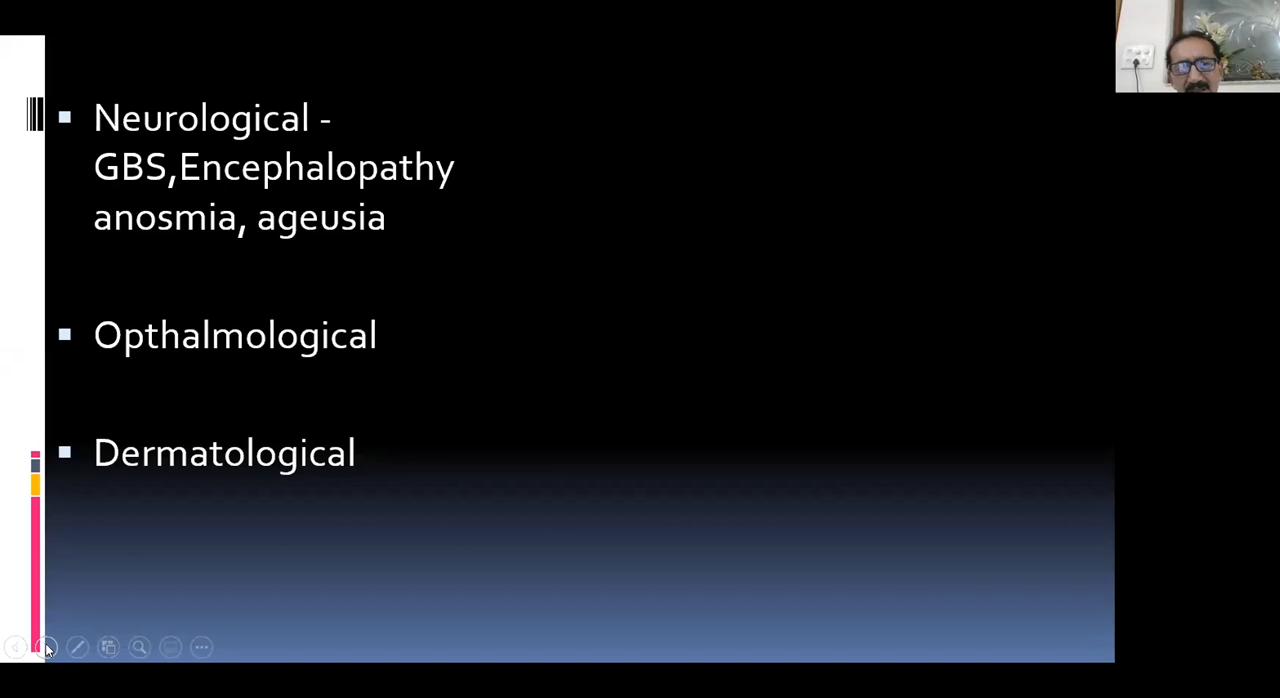 Neurological -
GBS,Encephalopathy
anosmia, ageusia
Opthalmological
Dermatological